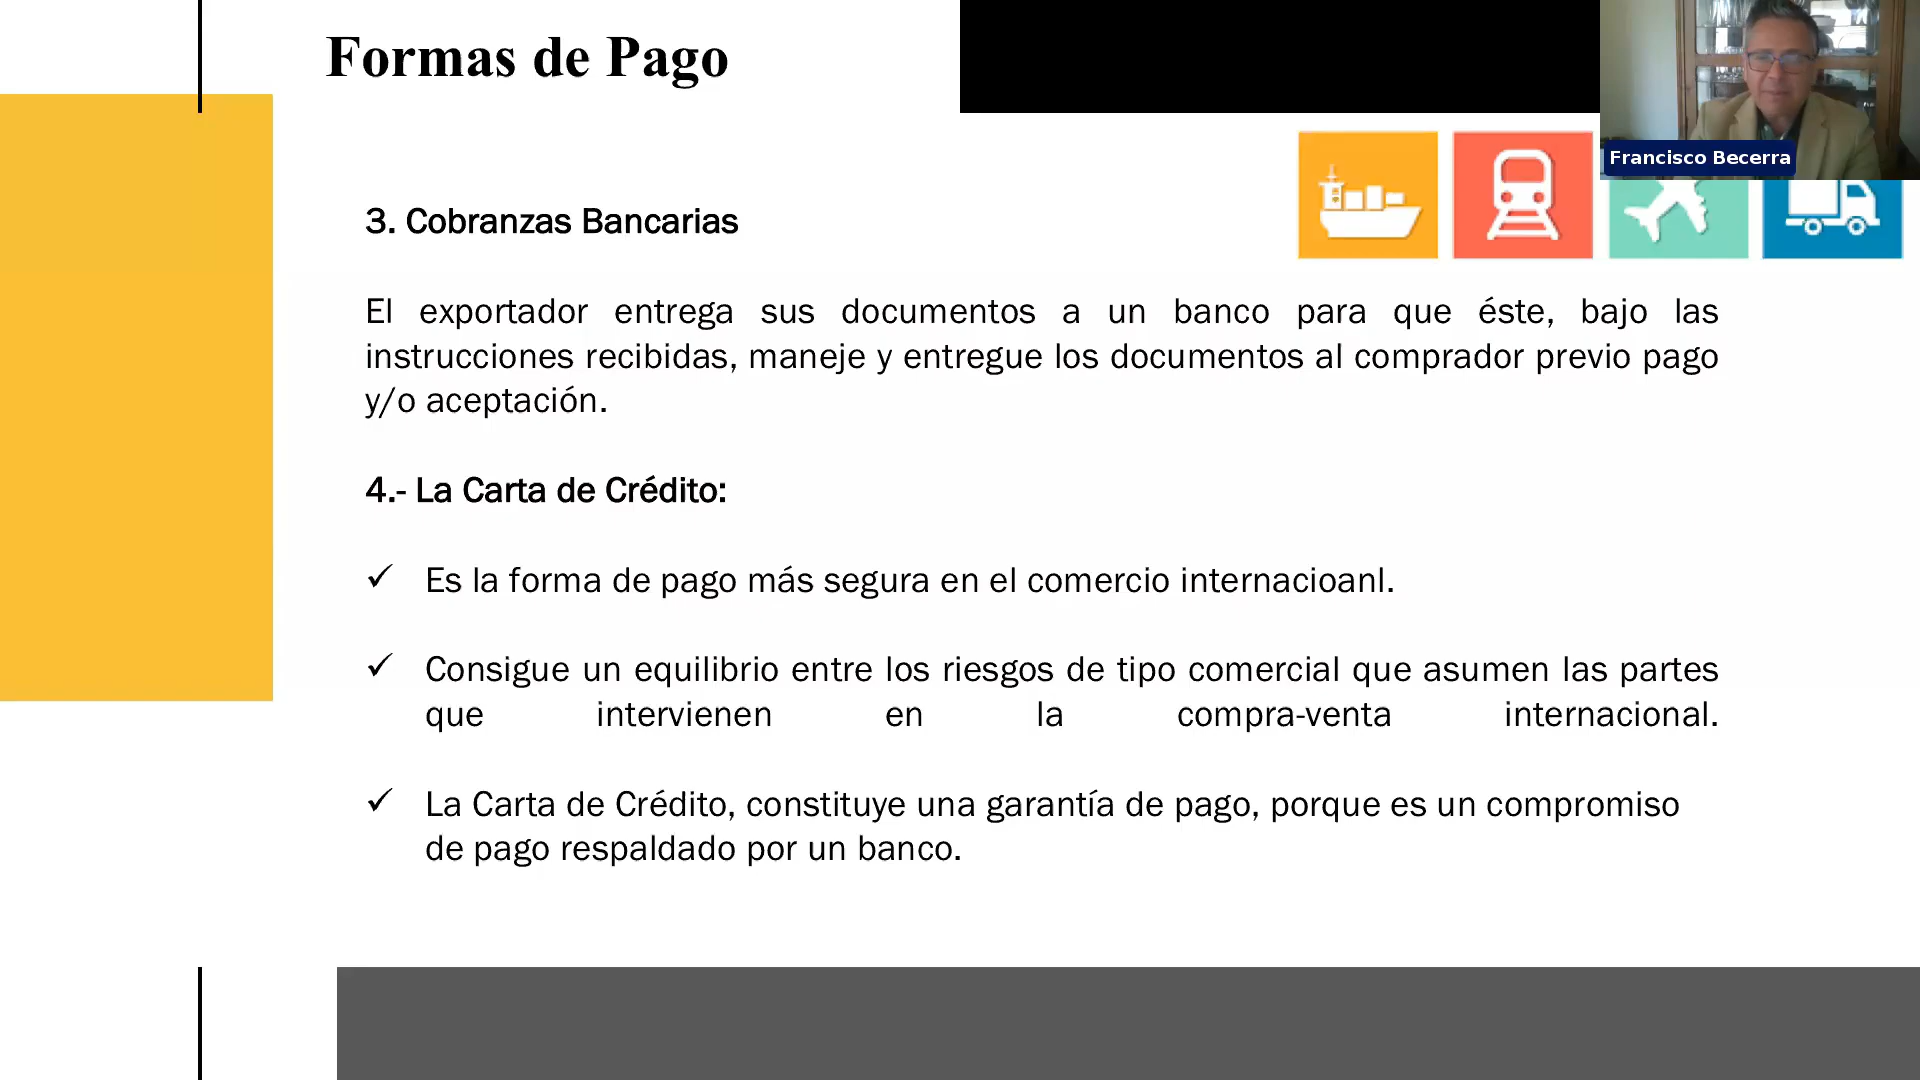 Formas de Pago
Francisco Becerra
3. Cobranzas Bancarias
El exportador entrega sus documentos a un banco para que éste, bajo las
instrucciones recibidas, maneje y entregue los documentos al comprador previo pago
y/o aceptación.
4.- La Carta de Crédito:
✓ Es la forma de pago más segura en el comercio internacioanl.
✓ Consigue un equilibrio entre los riesgos de tipo comercial que asumen las partes
que intervienen en la compra-venta internacional.
✓ La Carta de Crédito, constituye una garantía de pago, porque es un compromiso
de pago respaldado por un banco.